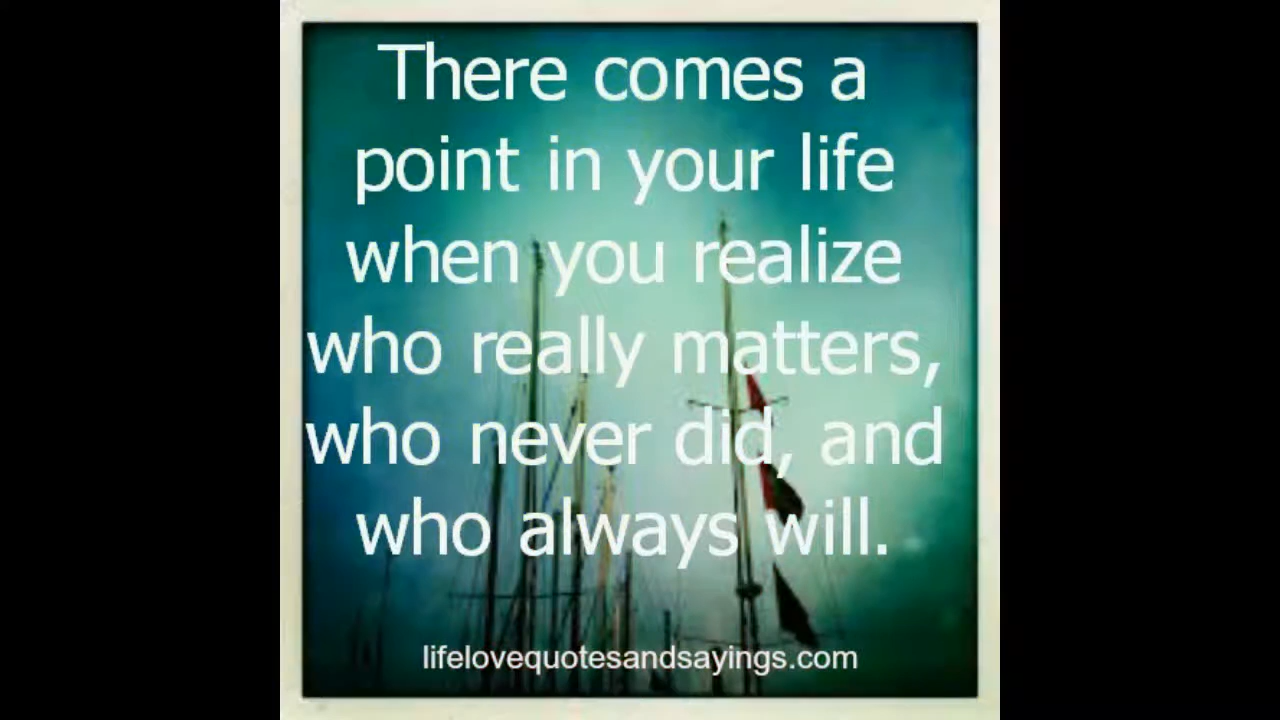 There comes a
point in your life
when you realize
who really matters,
who never did, and
who always will.
lifelovequotesandsayings.com